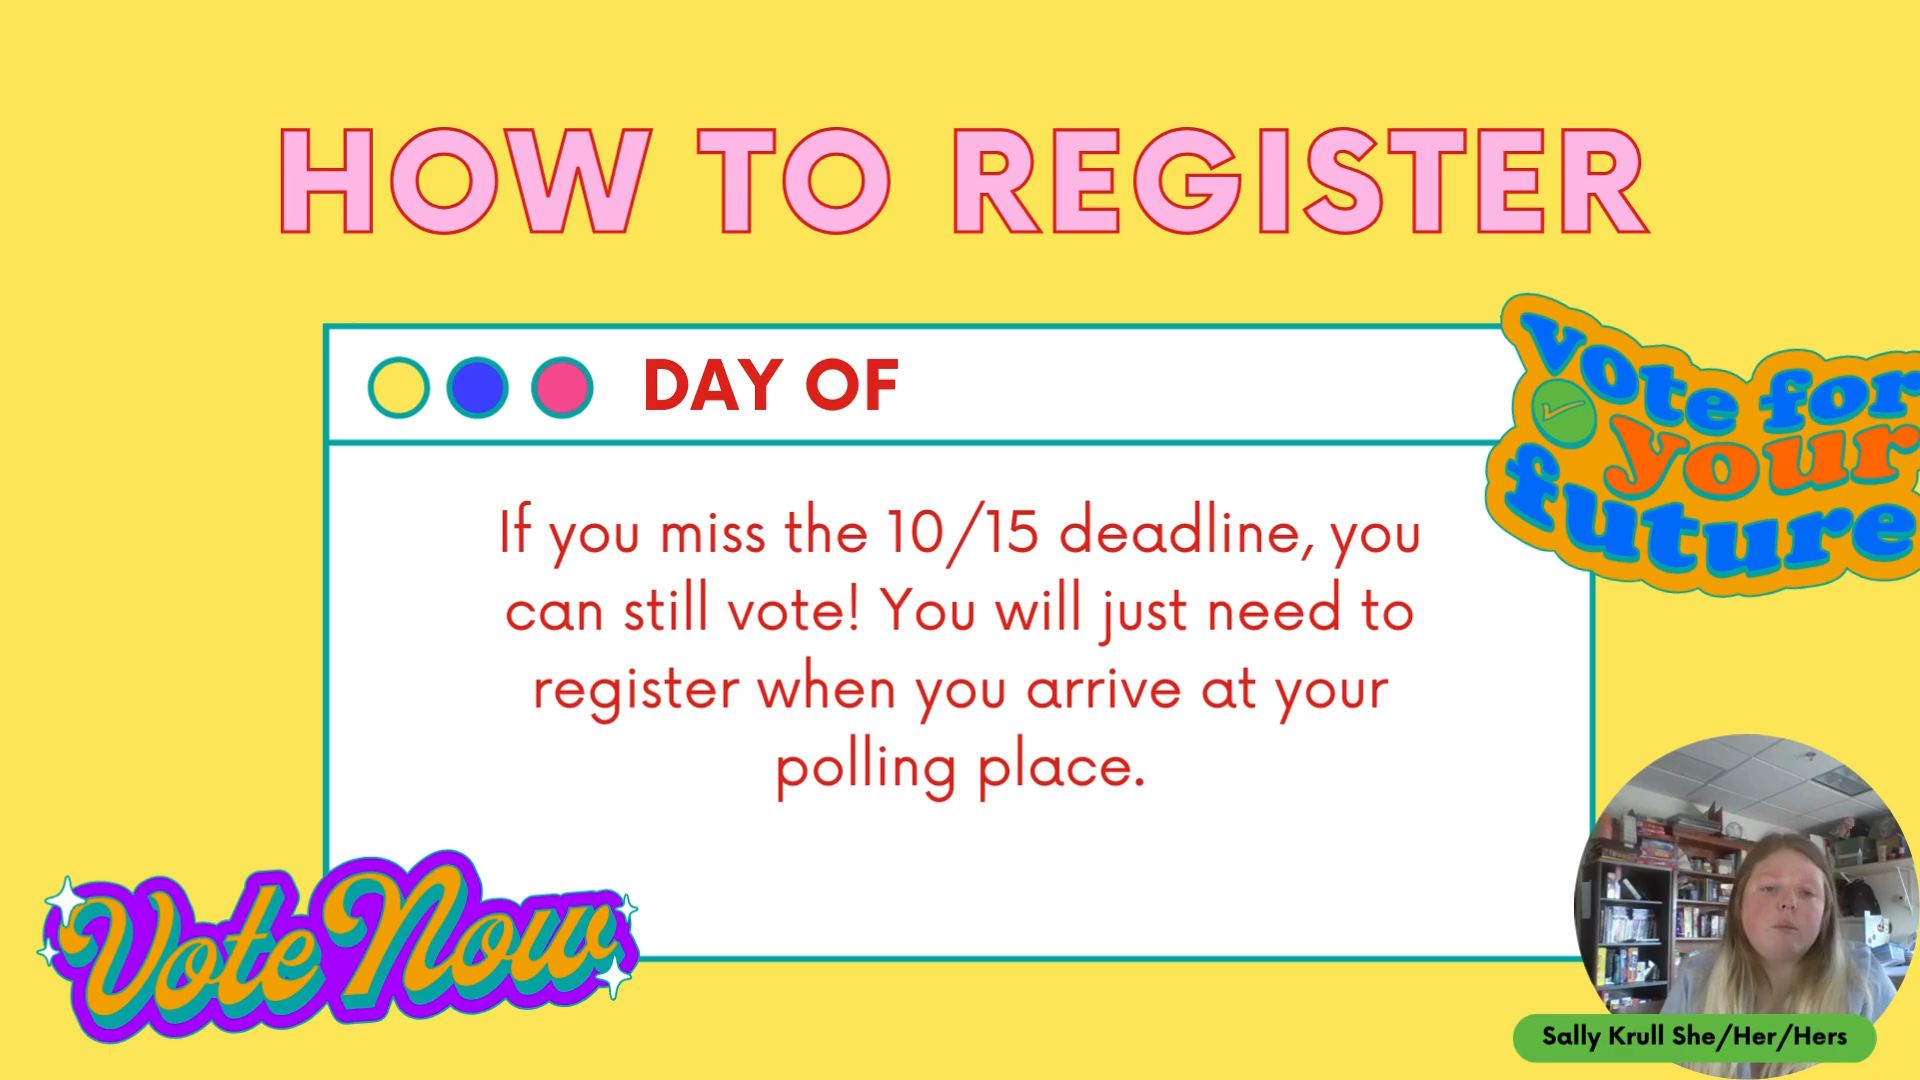 HOW TO REGISTER
DAY OF
If you miss the 10/15 deadline, you
can still vote! You will just need to
register when you arrive at your
polling place.
vote for
your
future
Vote Now
Sally Krull She/Her/Hers